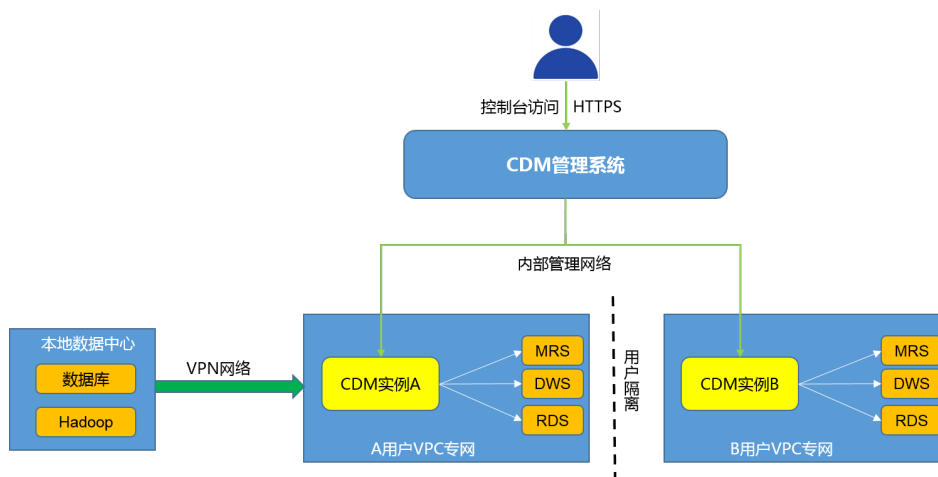 控制台访问 HTTPS
CDM管理系统
内部管理网络
本地数据中心
数据库
Hadoop
VPN网络
CDM实例A
MRS
DWS
RDS
A用户VPC专网
用户隔离
CDM实例B
MRS
DWS
RDS
B用户VPC专网